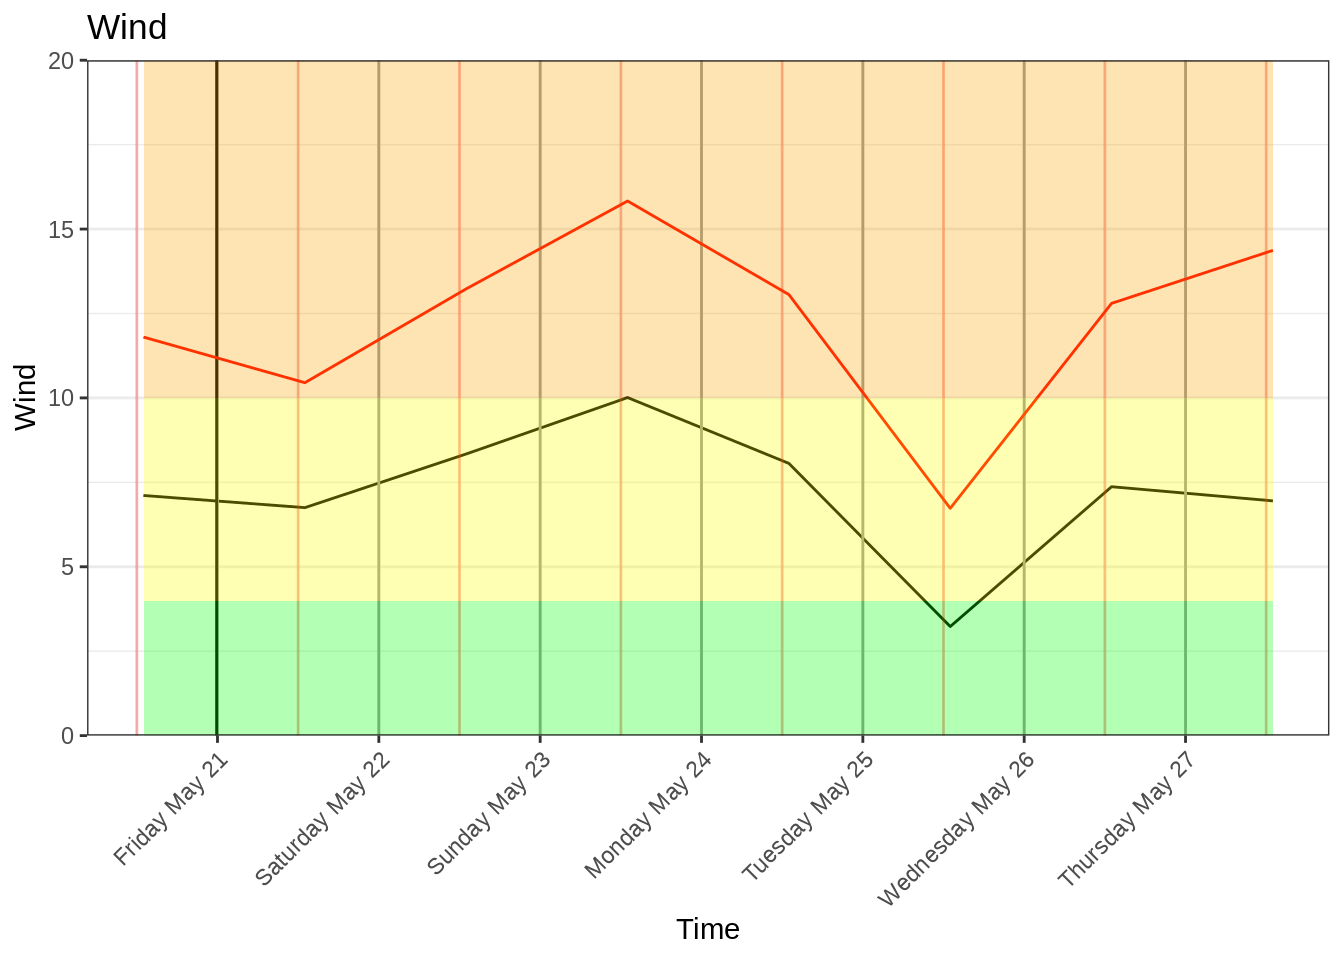 Wind
20
15
10
5
0
Wind
Friday May 21
Saturday May 22
Sunday May 23
Monday May 24
Tuesday May 25
Wednesday May 26
Thursday May 27
Time